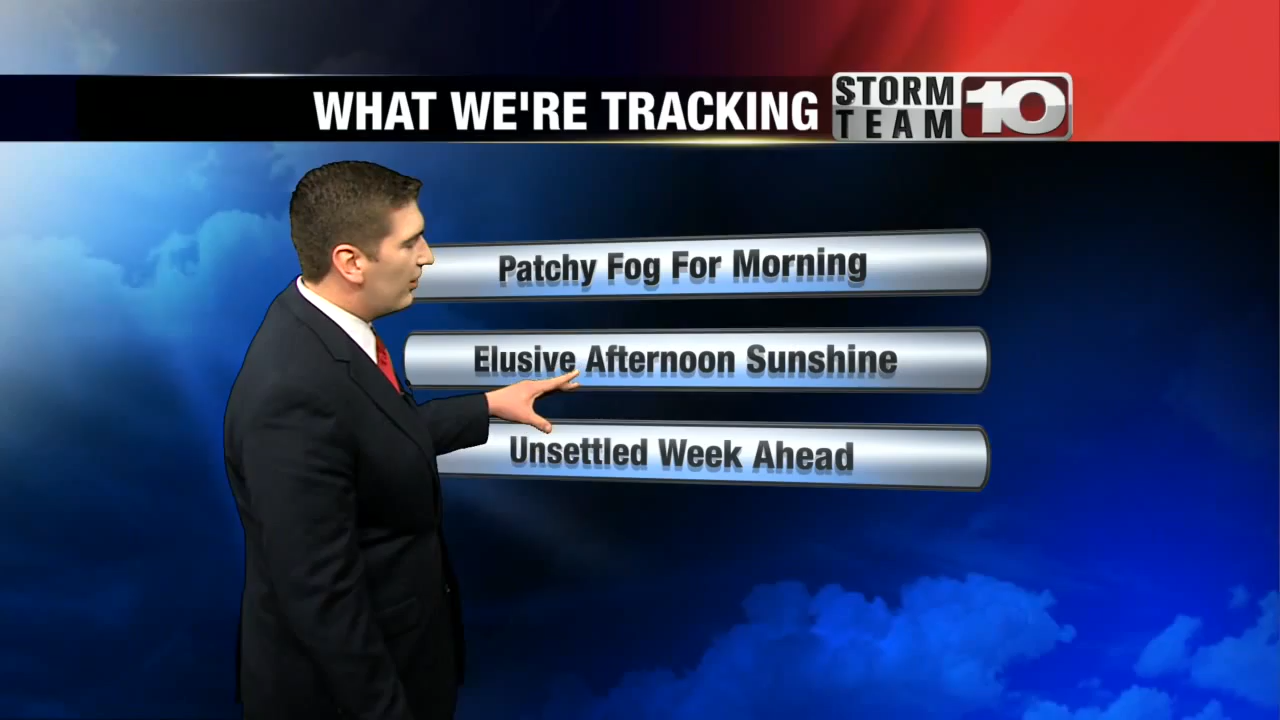 WHAT WE'RE TRACKING
STORM TEAM 10
Patchy Fog For Morning
Elusive Afternoon Sunshine
Unsettled Week Ahead